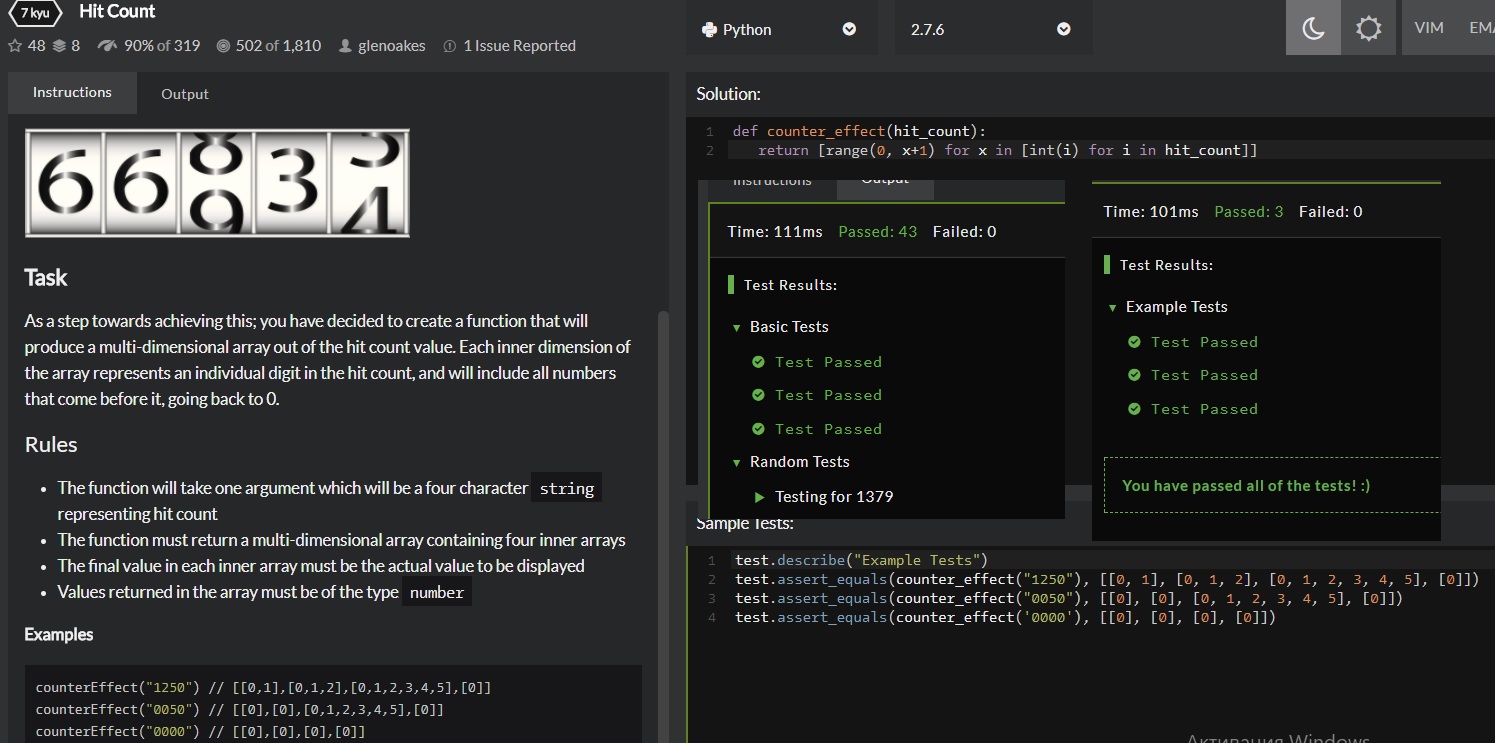 7 kyu Hit Count
48 8 90% of 319 502 of 1,810 glenoakes 1 Issue Reported
Instructions Output
6 6 8 9 3 3 4
Task
As a step towards achieving this; you have decided to create a function that will
produce a multi-dimensional array out of the hit count value. Each inner dimension of
the array represents an individual digit in the hit count, and will include all numbers
that come before it, going back to 0.
Rules
• The function will take one argument which will be a four character string
representing hit count
• The function must return a multi-dimensional array containing four inner arrays
• The final value in each inner array must be the actual value to be displayed
• Values returned in the array must be of the type number
Examples
counterEffect("1250") // [[0,1],[0,1,2],[0,1,2,3,4,5],[0]]
counterEffect("0050") // [[0],[0],[0,1,2,3,4,5],[0]]
counterEffect("0000") // [[0],[0],[0],[0]]
Python 2.7.6 VIM EMA
Solution:
1 def counter_effect(hit_count):
2 return [range(0, x+1) for x in [int(i) for i in hit_count]]
Instructions Output
Time: 111ms Passed: 43 Failed: 0
Test Results:
Basic Tests
Test Passed
Test Passed
Test Passed
Random Tests
Testing for 1379
Time: 101ms Passed: 3 Failed: 0
Test Results:
Example Tests
Test Passed
Test Passed
Test Passed
You have passed all of the tests! :)
Sample Tests:
1 test.describe("Example Tests")
2 test.assert_equals(counter_effect("1250"), [[0, 1], [0, 1, 2], [0, 1, 2, 3, 4, 5], [0]])
3 test.assert_equals(counter_effect("0050"), [[0], [0], [0, 1, 2, 3, 4, 5], [0]])
4 test.assert_equals(counter_effect('0000'), [[0], [0], [0], [0]])
Активация Windows